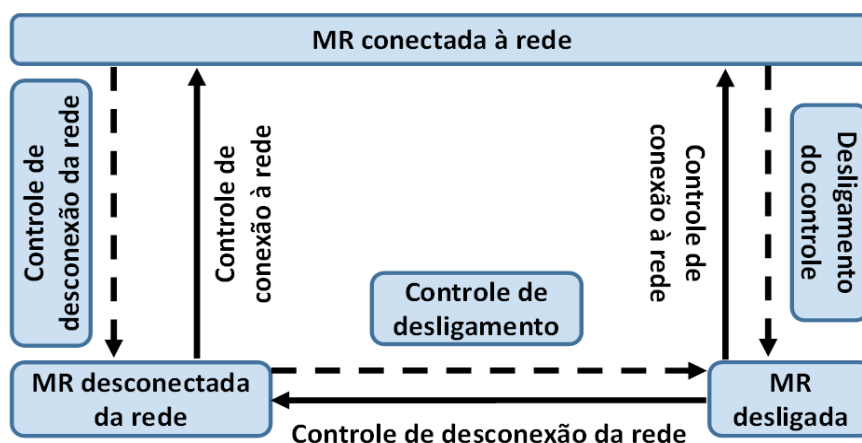 MR conectada à rede
Controle de
desconexão da rede
Controle de
conexão à rede
Controle de
conexão à rede
Desligamento
do controle
Controle de
desligamento
MR desconectada
da rede
MR
desligada
Controle de desconexão da rede